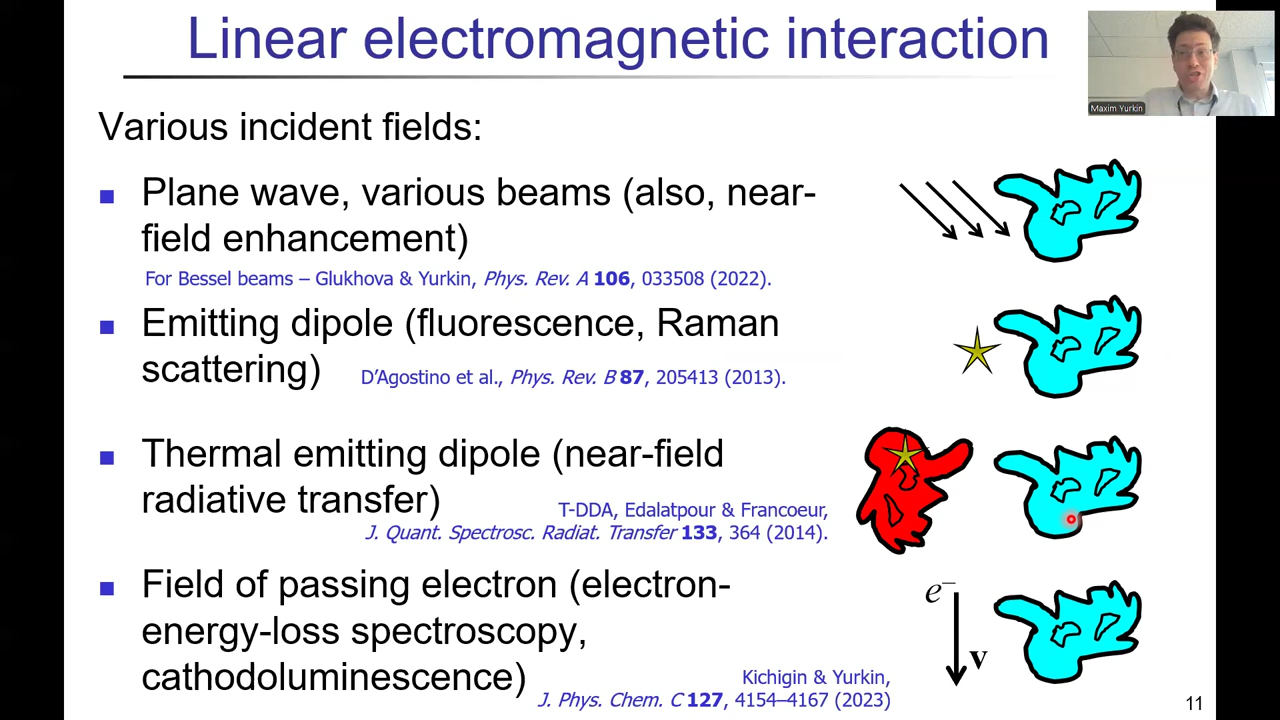 Linear electromagnetic interaction
Maxim Yurkin
Various incident fields:
Plane wave, various beams (also, near-
field enhancement)
For Bessel beams – Glukhova & Yurkin, Phys. Rev. A 106, 033508 (2022).
Emitting dipole (fluorescence, Raman
scattering)
D’Agostino et al., Phys. Rev. B 87, 205413 (2013).
Thermal emitting dipole (near-field
radiative transfer)
T-DDA, Edalatpour & Francoeur,
J. Quant. Spectrosc. Radiat. Transfer 133, 364 (2014).
Field of passing electron (electron-
energy-loss spectroscopy,
cathodoluminescence)
Kichigin & Yurkin,
J. Phys. Chem. C 127, 4154–4167 (2023)
e–
v
11